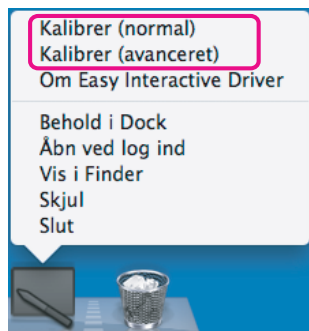 Kalibrer (normal)
Kalibrer (avanceret)
Om Easy Interactive Driver
Behold i Dock
Åbn ved log ind
Vis i Finder
Skjul
Slut